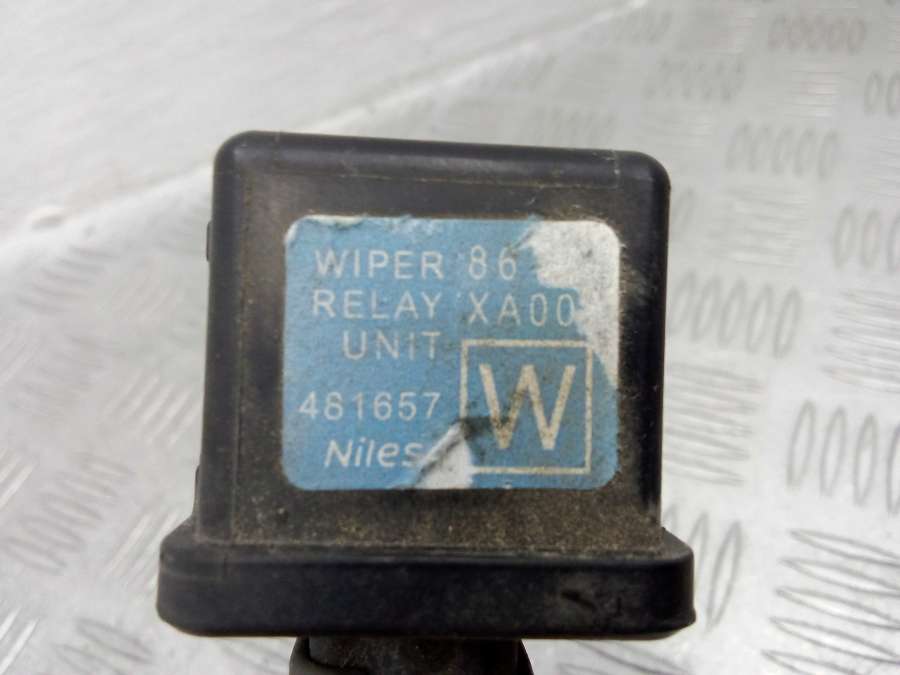 WIPER 86
RELAY XA00
UNIT
W
481657
Niles